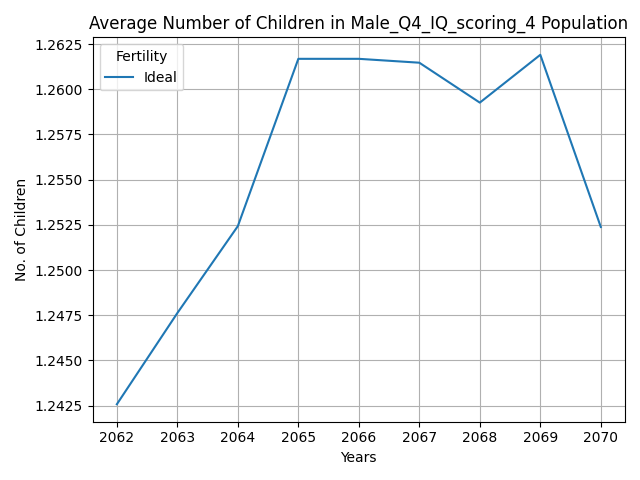 Average Number of Children in Male_Q4_IQ_scoring_4 Population
1.2625
1.2600
1.2575
1.2550
1.2525
1.2500
1.2475
1.2450
1.2425
No. of Children
Fertility
Ideal
2062 2063 2064 2065 2066 2067 2068 2069 2070
Years